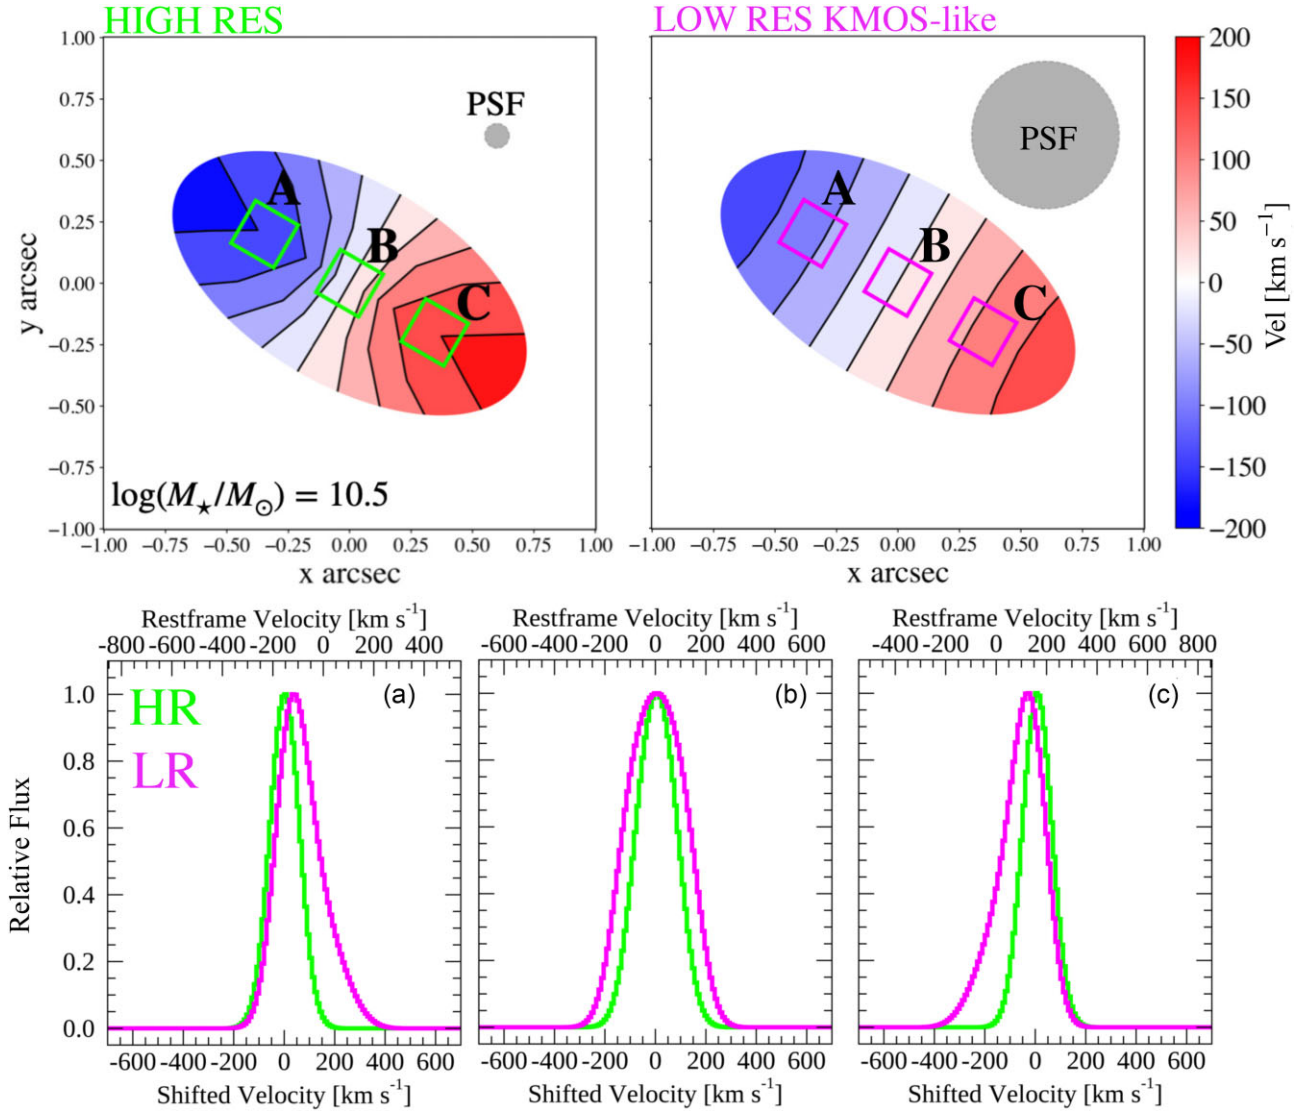 HIGH RES
LOW RES KMOS-like
1.00
0.75
0.50
0.25
0.00
−0.25
−0.50
−0.75
−1.00
y arcsec
PSF
A
B
C
log(M⋆/M⊙) = 10.5
−1.00 −0.75 −0.50 −0.25 0.00 0.25 0.50 0.75 1.00
x arcsec
PSF
A
B
C
−1.00 −0.75 −0.50 −0.25 0.00 0.25 0.50 0.75 1.00
x arcsec
200
150
100
50
0
−50
−100
−150
−200
Vel [km s⁻¹]
Restframe Velocity [km s⁻¹]
-800 -600 -400 -200 0 200 400
Restframe Velocity [km s⁻¹]
-600 -400 -200 0 200 400 600
Restframe Velocity [km s⁻¹]
-400 -200 0 200 400 600 800
Relative Flux
1.0
0.8
0.6
0.4
0.2
0.0
HR
LR
(a)
(b)
(c)
-600 -400 -200 0 200 400 600
Shifted Velocity [km s⁻¹]
-600 -400 -200 0 200 400 600
Shifted Velocity [km s⁻¹]
-600 -400 -200 0 200 400 600
Shifted Velocity [km s⁻¹]